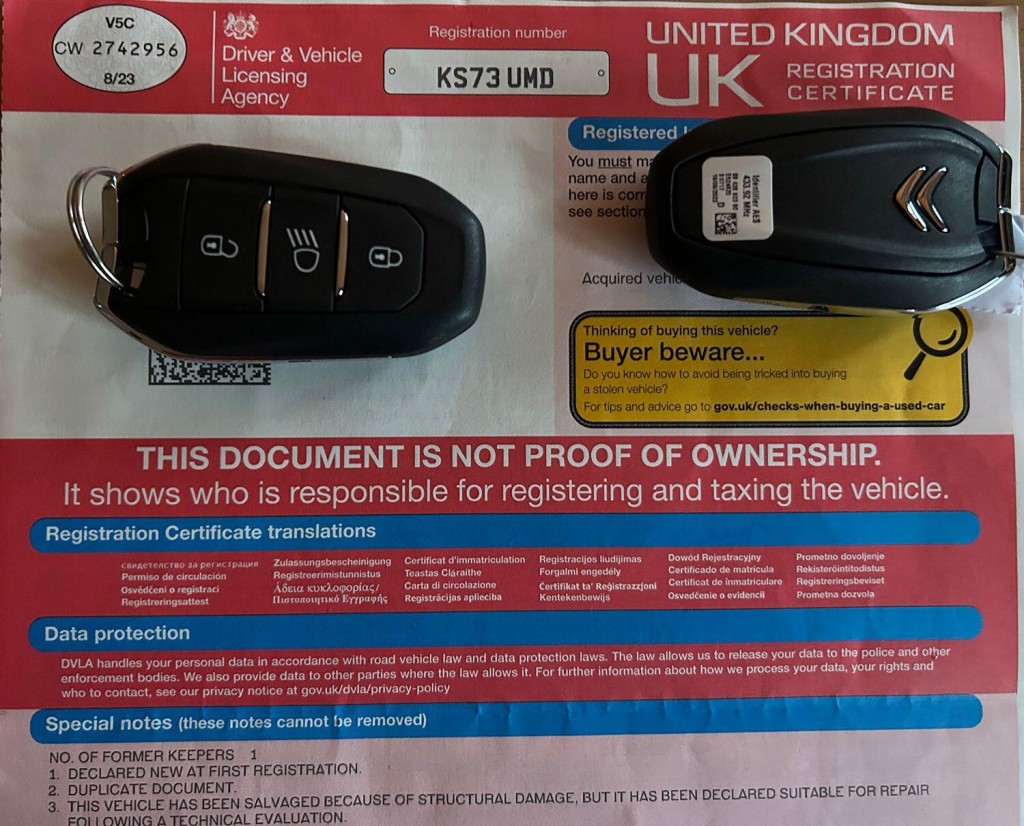 V5C
CW 2742956
8/23
Driver & Vehicle
Licensing
Agency
Registration number
KS73 UMD
UNITED KINGDOM
UK
REGISTRATION
CERTIFICATE
Registered
You must
name and a
here is
see section
Acquired
Identifier AES
433.92 MHz
D
Thinking of buying this vehicle?
Buyer beware...
Do you know how to avoid being tricked into buying
a stolen vehicle?
For tips and advice go to gov.uk/checks-when-buying-a-used-car
THIS DOCUMENT IS NOT PROOF OF OWNERSHIP.
It shows who is responsible for registering and taxing the vehicle.
Registration Certificate translations
свидетелство за регистрация
Permiso de circulación
Osvědčení o registraci
Registreringsattest
Zulassungsbescheinigung
Registreerimistunnistus
Άδεια κυκλοφορίας/
Πιστοποιητικό Εγγραφής
Certificat d'immatriculation
Teastas Cláraithe
Carta di circolazione
Reģistrācijas apliecība
Registracijos liudijimas
Forgalmi engedély
Ċertifikat ta' Reġistrazzjoni
Kentekenbewijs
Dowód Rejestracyjny
Certificado de matrícula
Certificat de inmatriculare
Osvedčenie o evidencii
Prometno dovoljenje
Rekisteröintitodistus
Registreringsbeviset
Prometna dozvola
Data protection
DVLA handles your personal data in accordance with road vehicle law and data protection laws. The law allows us to release your data to the police and other
enforcement bodies. We also provide data to other parties where the law allows it. For further information about how we process your data, your rights and
who to contact, see our privacy notice at gov.uk/dvla/privacy-policy
Special notes (these notes cannot be removed)
NO. OF FORMER KEEPERS 1
1. DECLARED NEW AT FIRST REGISTRATION.
2. DUPLICATE DOCUMENT.
3. THIS VEHICLE HAS BEEN SALVAGED BECAUSE OF STRUCTURAL DAMAGE, BUT IT HAS BEEN DECLARED SUITABLE FOR REPAIR
FOLLOWING A TECHNICAL EVALUATION.